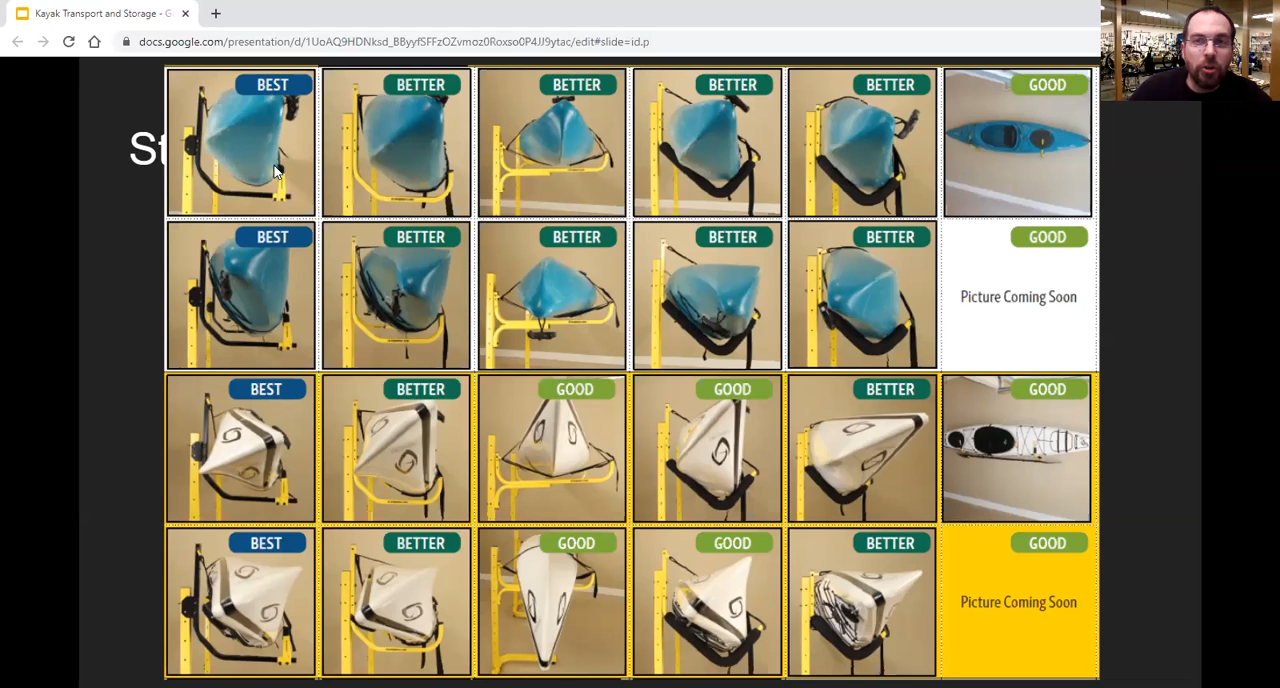 Kayak Transport and Storage - G
docs.google.com/presentation/d/1UoAQ9HDNksd_BByyfSFFzOZvmoz0Roxso0P4JJ9ytac/edit#slide=id.p
St
BEST BETTER BETTER BETTER BETTER GOOD
BEST BETTER BETTER BETTER BETTER GOOD
Picture Coming Soon
BEST BETTER GOOD GOOD BETTER GOOD
BEST BETTER GOOD GOOD BETTER GOOD
Picture Coming Soon